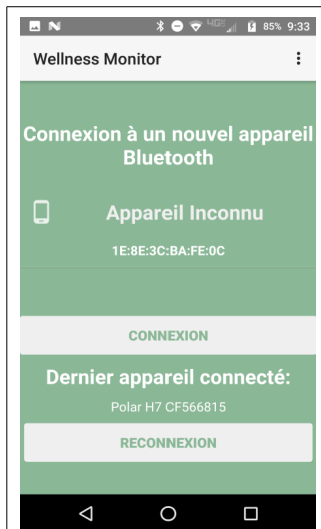 85% 9:33
Wellness Monitor
Connexion à un nouvel appareil
Bluetooth
Appareil Inconnu
1E:8E:3C:BA:FE:0C
CONNEXION
Dernier appareil connecté:
Polar H7 CF566815
RECONNEXION